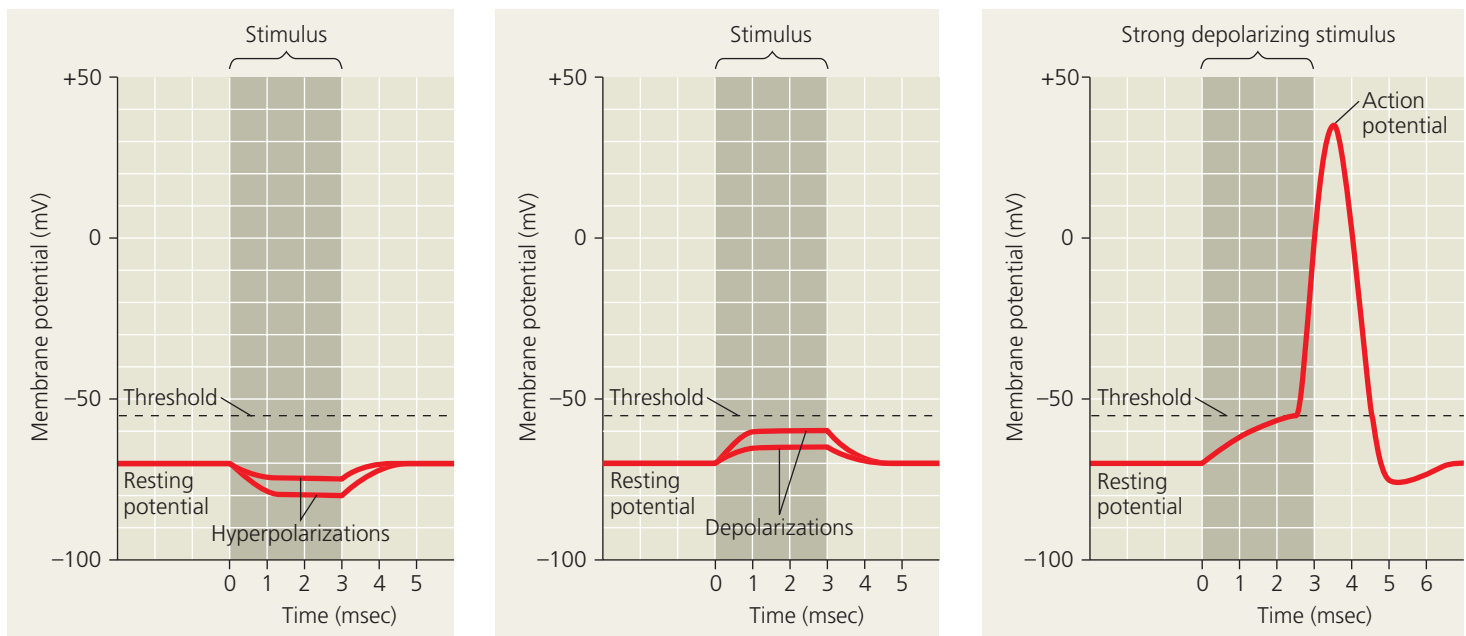 Stimulus
+50
0
−50
−100
Membrane potential (mV)
Threshold
Resting
potential
Hyperpolarizations
0 1 2 3 4 5
Time (msec)
Stimulus
+50
0
−50
−100
Membrane potential (mV)
Threshold
Resting
potential
Depolarizations
0 1 2 3 4 5
Time (msec)
Strong depolarizing stimulus
+50
0
−50
−100
Membrane potential (mV)
Action
potential
Threshold
Resting
potential
0 1 2 3 4 5 6
Time (msec)